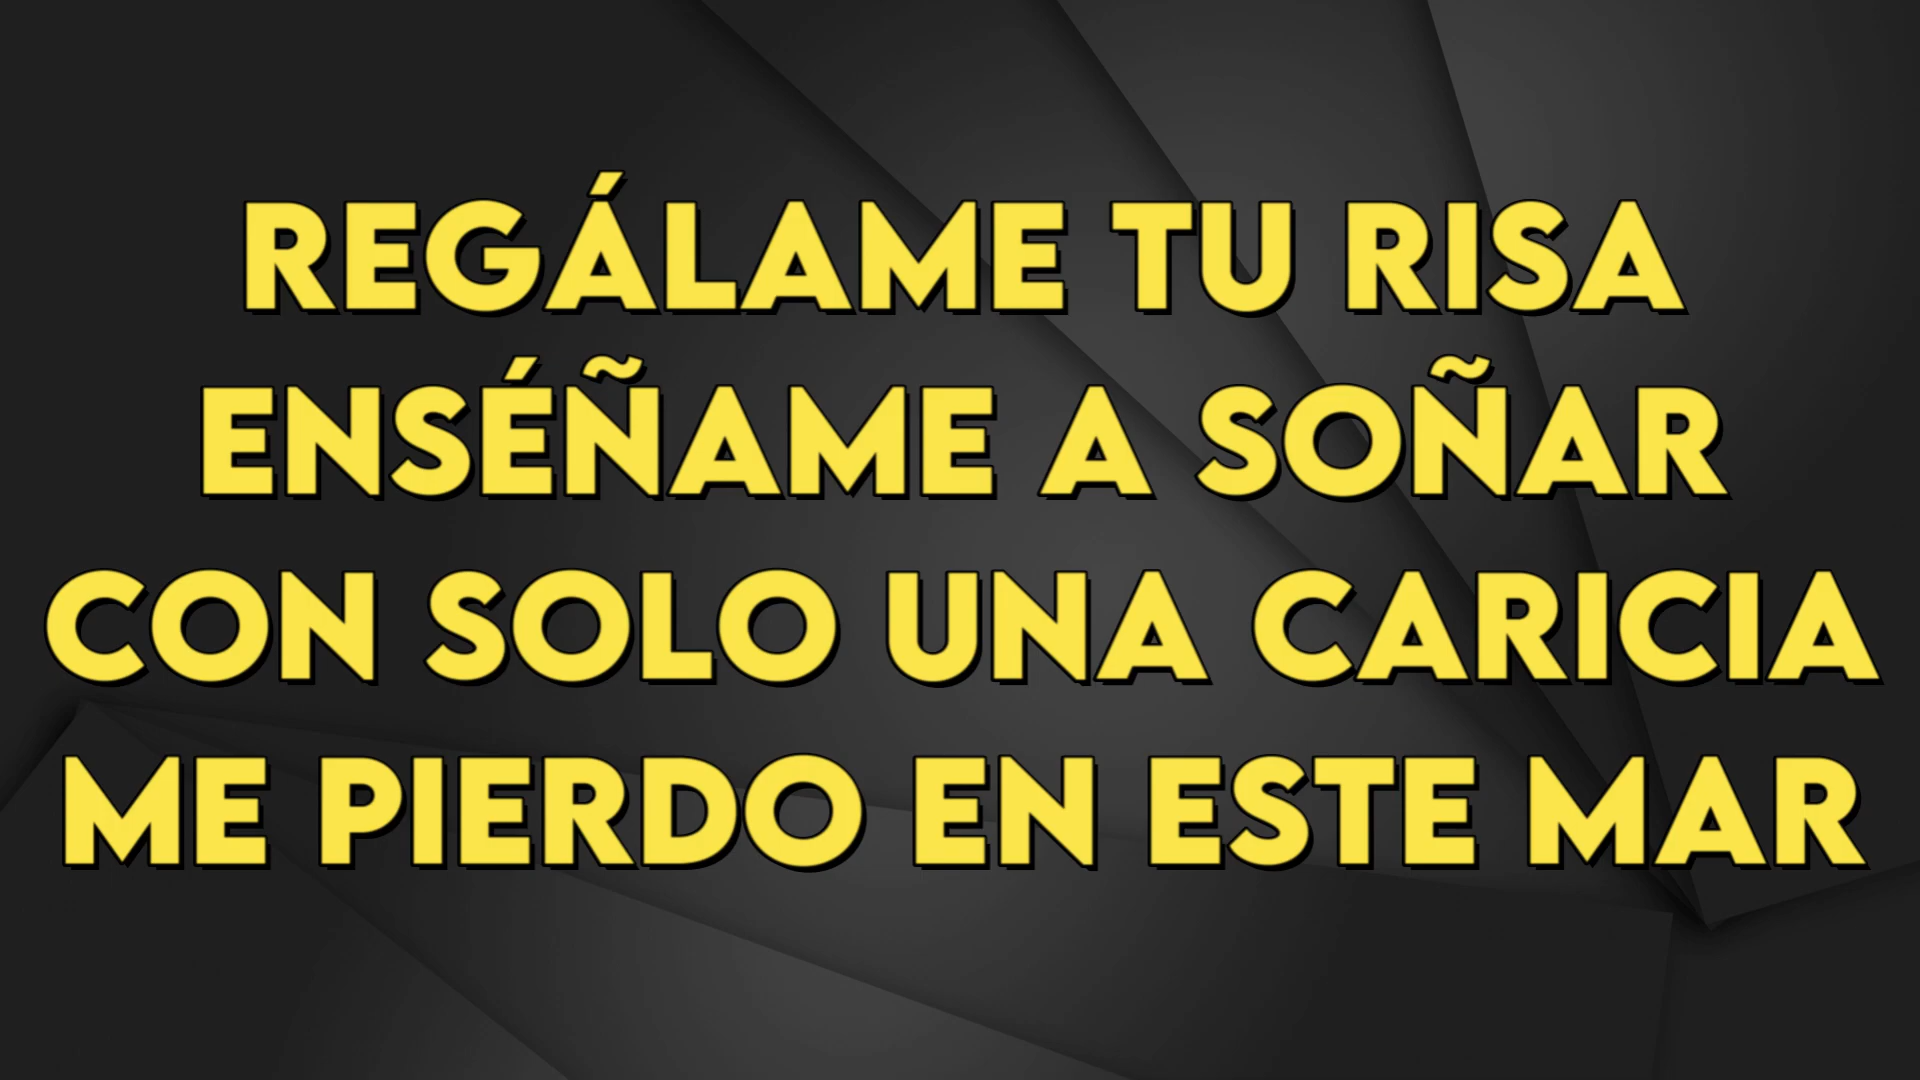 REGÁLAME TU RISA
ENSÉÑAME A SOÑAR
CON SOLO UNA CARICIA
ME PIERDO EN ESTE MAR